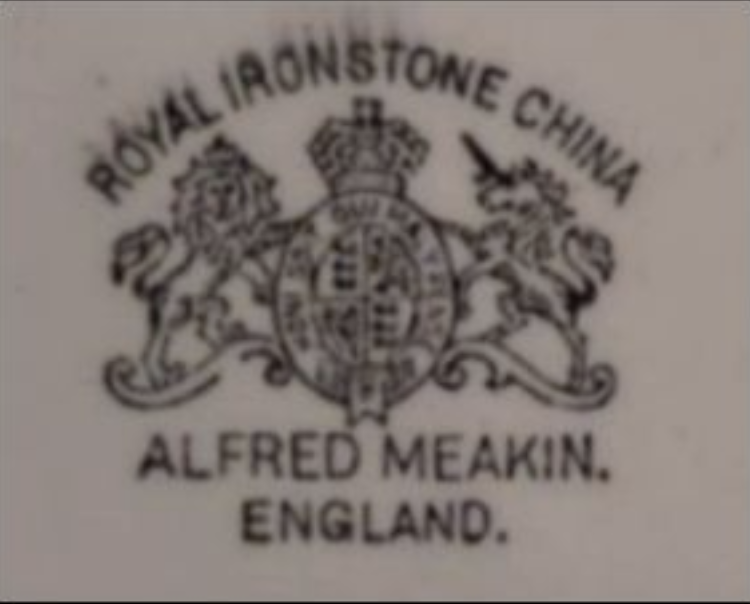 ROYAL IRONSTONE CHINA
ALFRED MEAKIN.
ENGLAND.